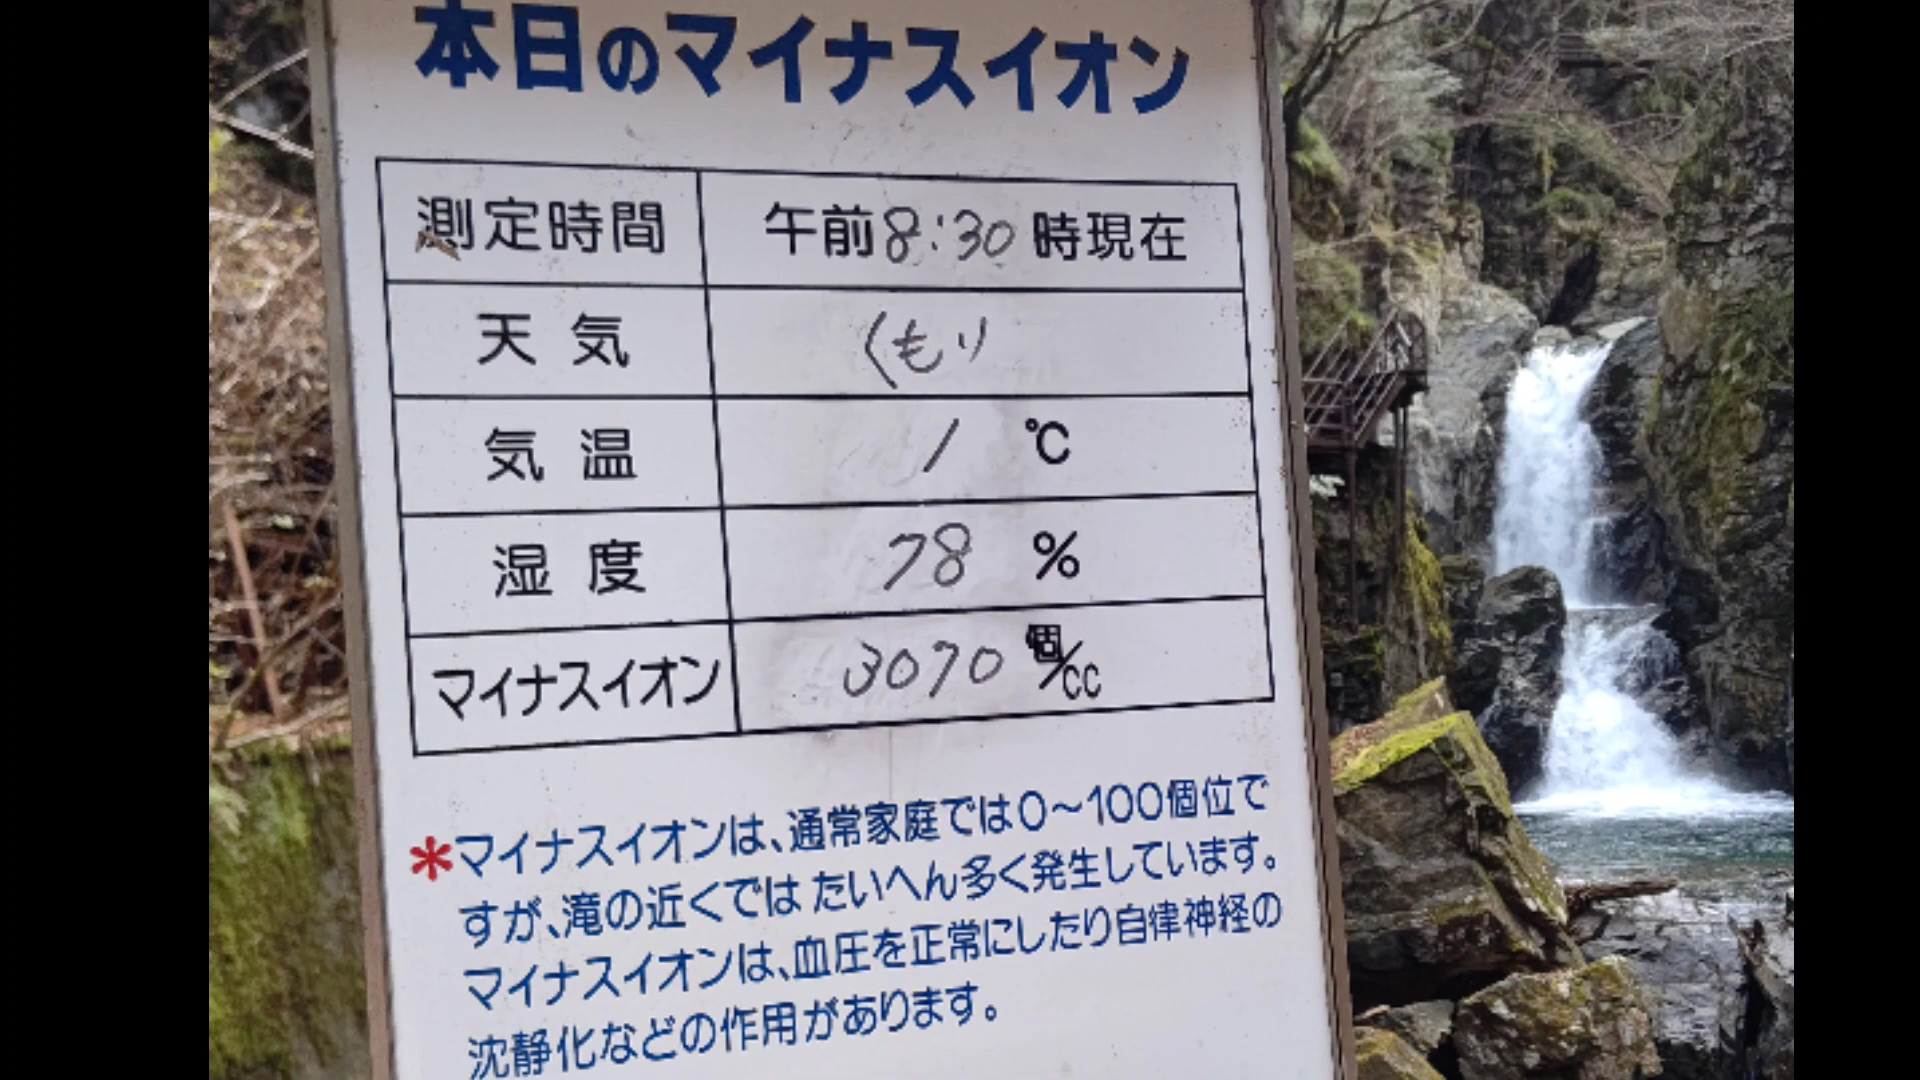 本日のマイナスイオン
測定時間 午前8:30時現在
天気 くもり
気温 1 ℃
湿度 78 %
マイナスイオン 3070 個/cc
*マイナスイオンは、通常家庭では0〜100個位で
すが、滝の近くでは たいへん多く発生しています。
マイナスイオンは、血圧を正常にしたり自律神経の
沈静化などの作用があります。